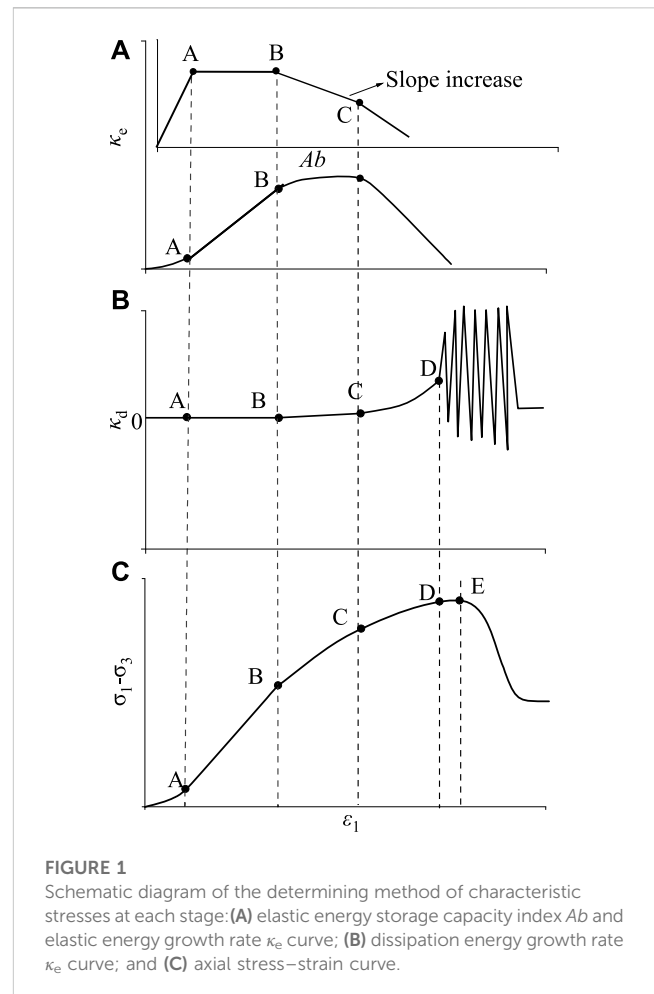 A
A
B
Slope increase
C
κe
Ab
B
A
B
D
C
A
B
κd
0
C
D
E
C
B
σ1-σ3
A
ε1
FIGURE 1
Schematic diagram of the determining method of characteristic
stresses at each stage:(A) elastic energy storage capacity index Ab and
elastic energy growth rate κe curve; (B) dissipation energy growth rate
κe curve; and (C) axial stress–strain curve.